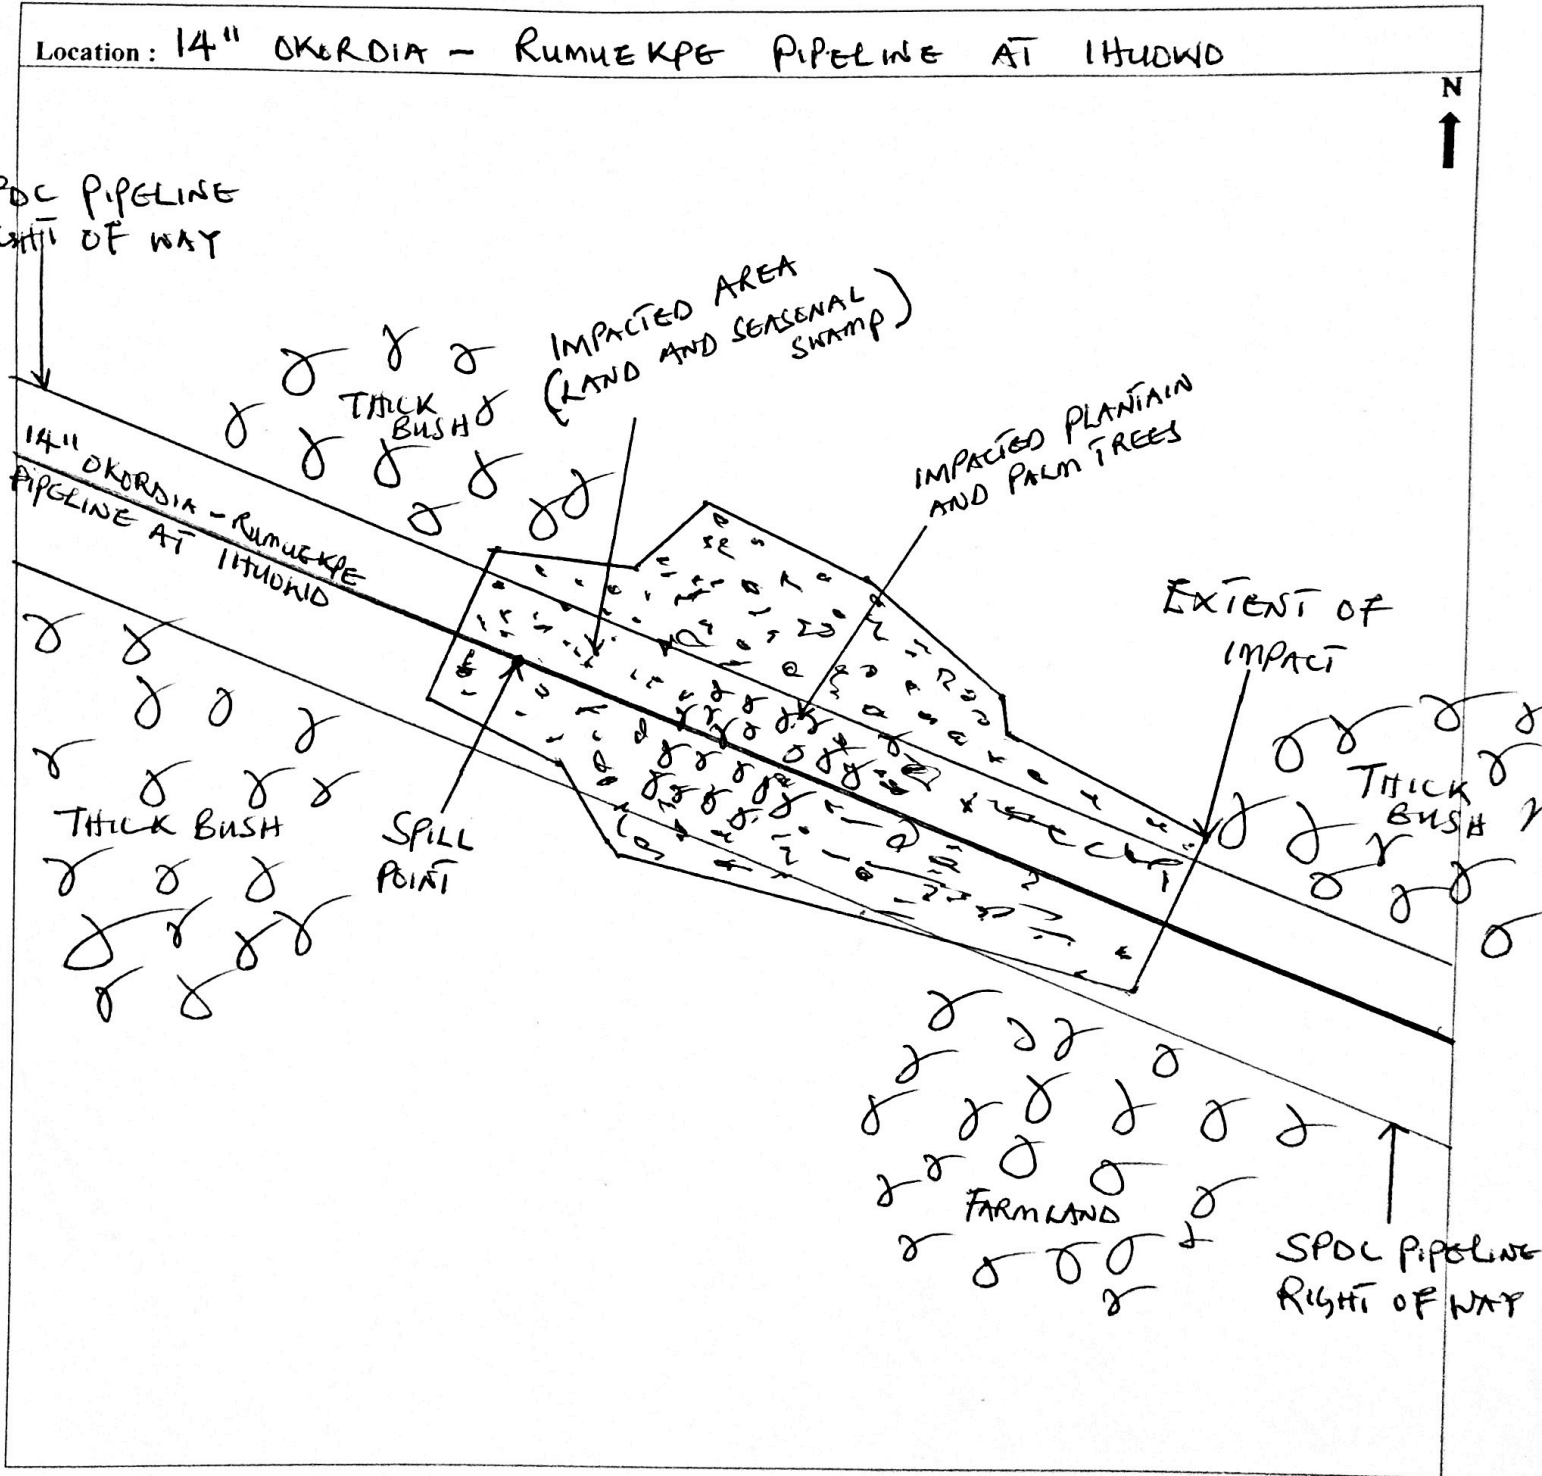 Location : 14" OKORDIA - RUMUEKPE PIPELINE AT IHUOWO
N
PDC PIPELINE
OF WAY
IMPACTED AREA
(LAND AND SEASENAL
SWAMP)
THICK
BUSH
14" OKORDIA - RUMUEKPE
PIPELINE AT IHUOWO
IMPACTED PLANTAIN
AND PALM TREES
EXTENT OF
IMPACT
THICK
BUSH
THICK BUSH
SPILL
POINT
FARMLAND
SPDC PIPELINE
RIGHT OF WAY